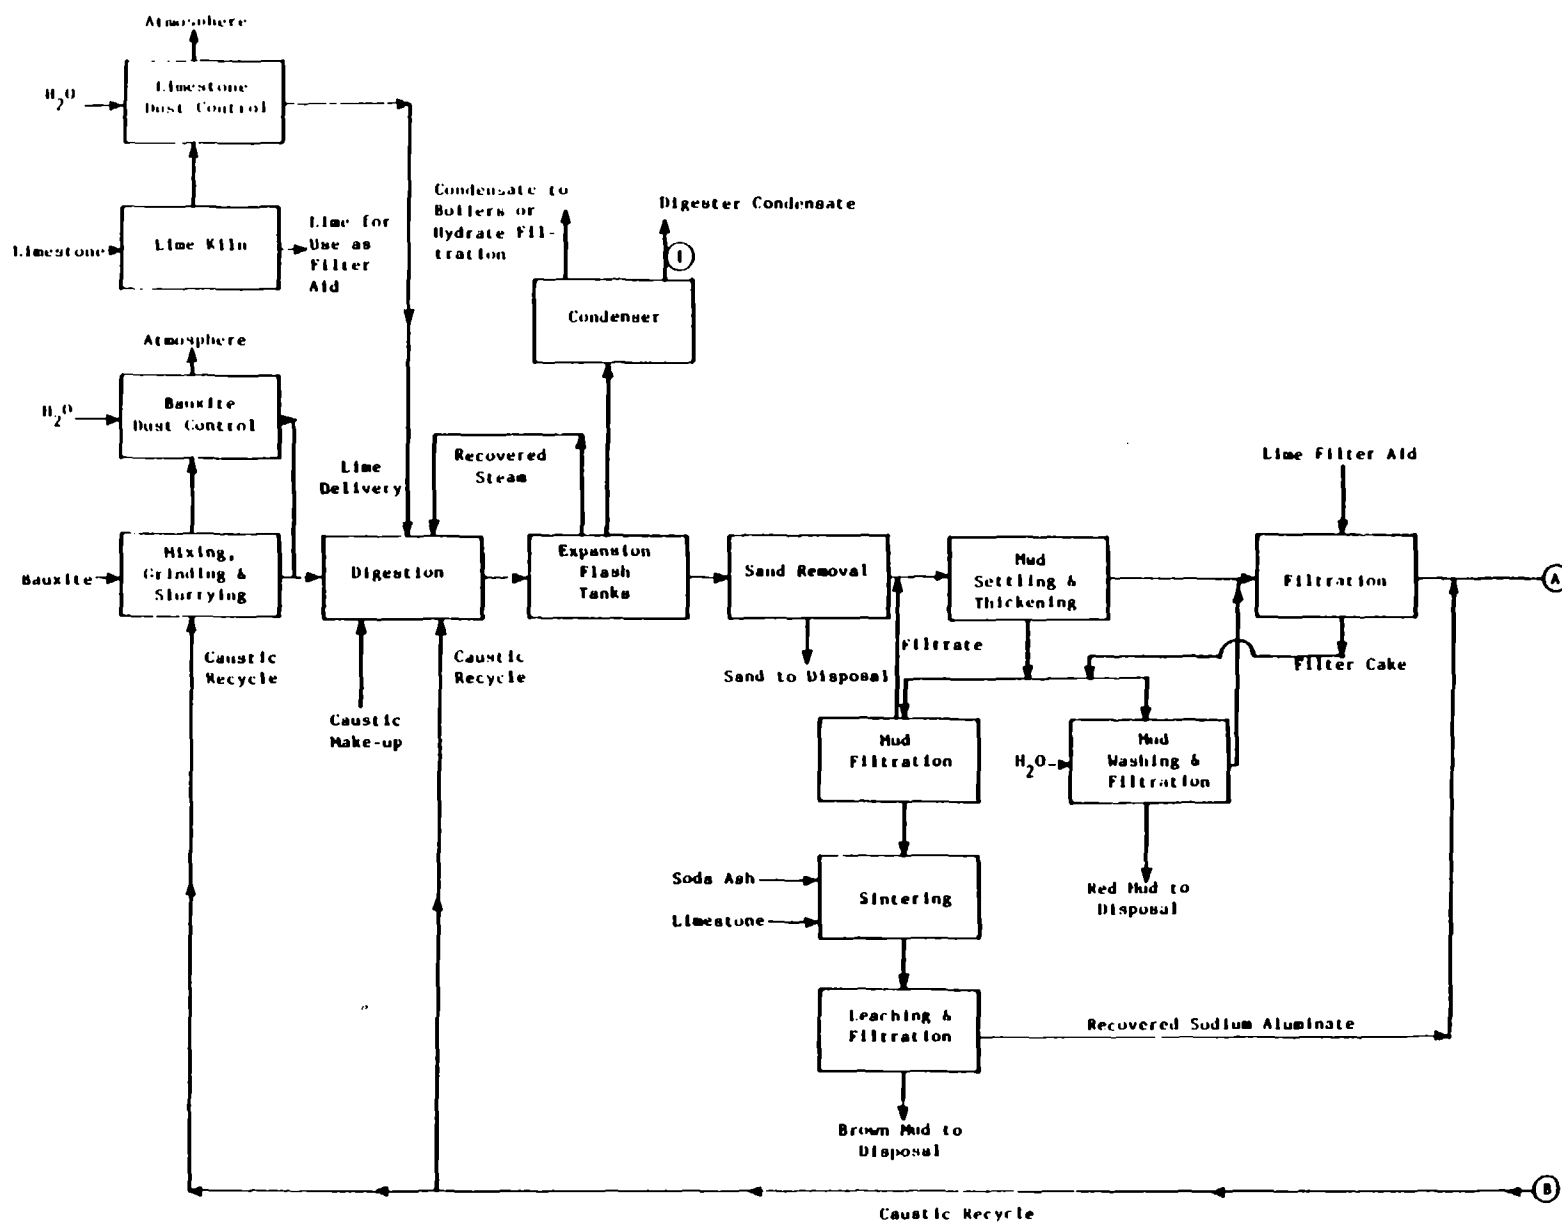 Atmosphere
H2O
Limestone
Dust Control
Limestone
Lime Kiln
Lime for
Use as
Filter
Aid
Condensate to
Boilers or
Hydrate Fil-
tration
Digester Condensate
1
Condenser
Atmosphere
H2O
Bauxite
Dust Control
Lime
Delivery
Recovered
Steam
Lime Filter Aid
Bauxite
Mixing,
Grinding &
Slurrying
Digestion
Expansion
Flash
Tanks
Sand Removal
Mud
Settling &
Thickening
Filtration
A
Caustic
Recycle
Caustic
Make-up
Caustic
Recycle
Sand to Disposal
Filtrate
Filter Cake
Mud
Filtration
H2O
Mud
Washing &
Filtration
Soda Ash
Limestone
Sintering
Red Mud to
Disposal
Leaching &
Filtration
Recovered Sodium Aluminate
Brown Mud to
Disposal
B
Caustic Recycle